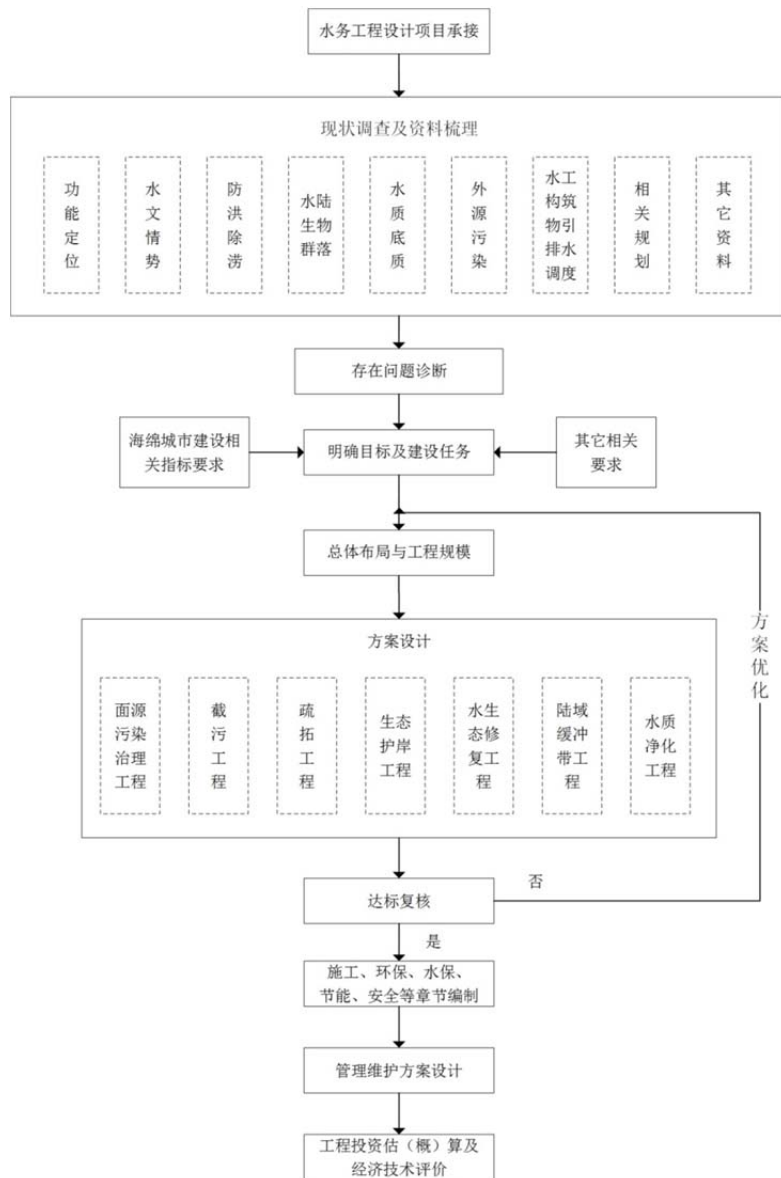 水务工程设计项目承接
现状调查及资料梳理
功
能
定
位
水
文
情
势
防
洪
除
涝
水陆
生物
群落
水
质
底
质
外
源
污
染
水工
构筑
物引
排水
调度
相
关
规
划
其
它
资
料
存在问题诊断
海绵城市建设相
关指标要求
明确目标及建设任务
其它相关
要求
总体布局与工程规模
方案设计
面源
污染
治理
工程
截
污
工
程
疏
拓
工
程
生态
护岸
工程
水生
态修
复工
程
陆域
缓冲
带工
程
水质
净化
工程
方
案
优
化
达标复核
否
是
施工、环保、水保、
节能、安全等章节编制
管理维护方案设计
工程投资估（概）算及
经济技术评价